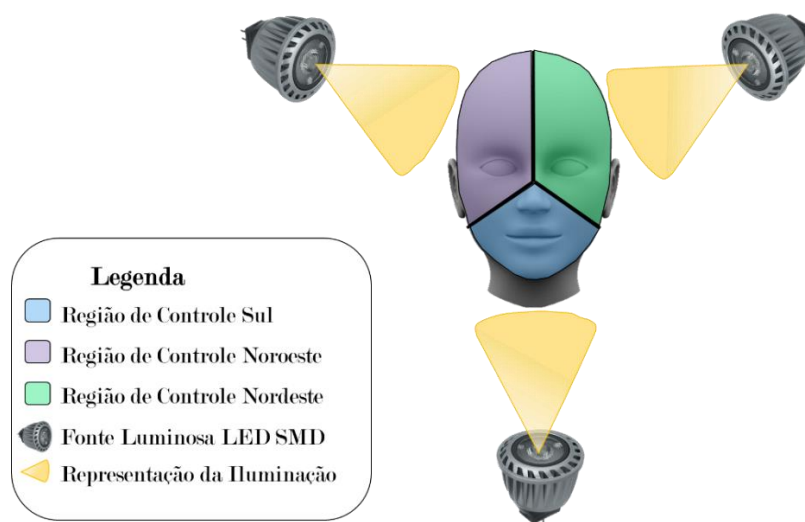 Legenda
Região de Controle Sul
Região de Controle Noroeste
Região de Controle Nordeste
Fonte Luminosa LED SMD
Representação da Iluminação